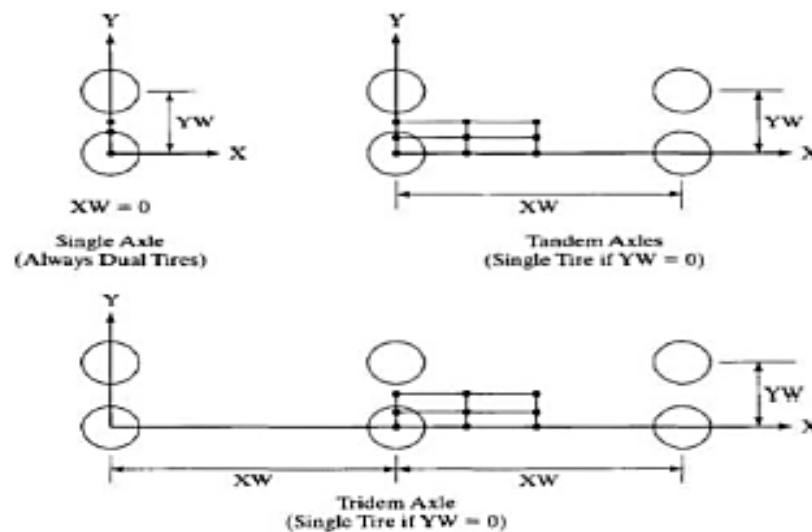 Y
YW
X
XW = 0
Single Axle
(Always Dual Tires)
Y
YW
X
XW
Tandem Axles
(Single Tire if YW = 0)
Y
YW
X
XW
XW
Tridem Axle
(Single Tire if YW = 0)